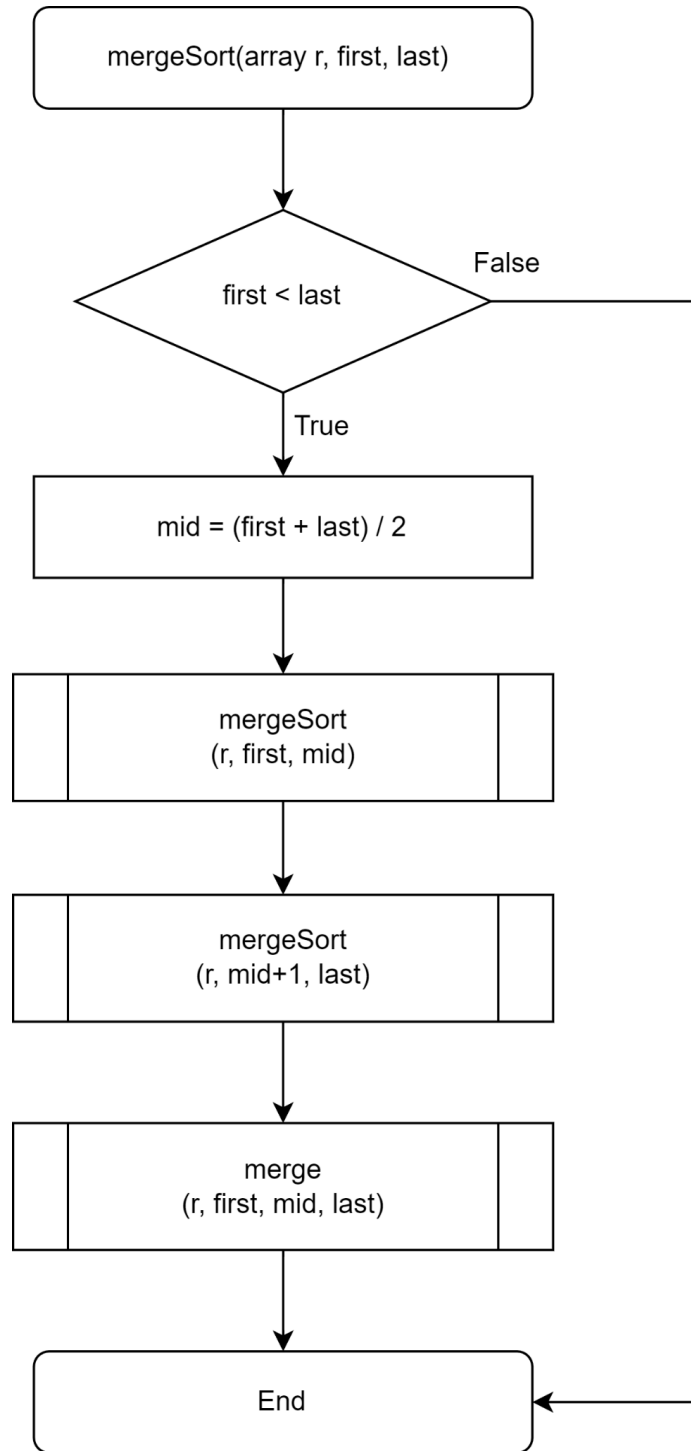 mergeSort(array r, first, last)
first < last
False
True
mid = (first + last) / 2
mergeSort
(r, first, mid)
mergeSort
(r, mid+1, last)
merge
(r, first, mid, last)
End